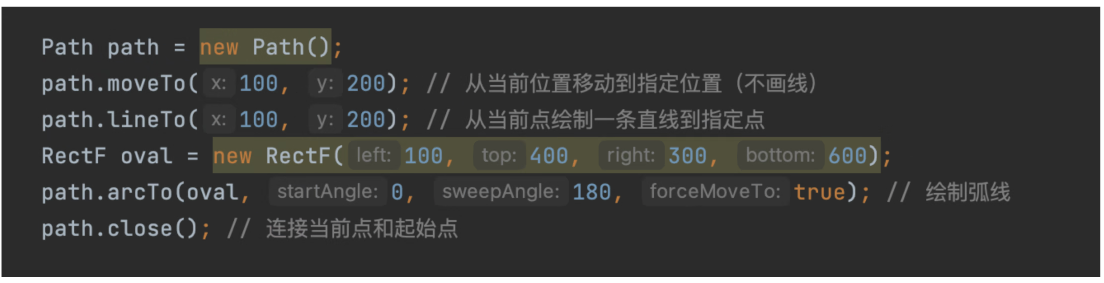 Path path = new Path();
path.moveTo( x: 100, y: 200); // 从当前位置移动到指定位置（不画线）
path.lineTo( x: 100, y: 200); // 从当前点绘制一条直线到指定点
RectF oval = new RectF( left: 100, top: 400, right: 300, bottom: 600);
path.arcTo(oval, startAngle: 0, sweepAngle: 180, forceMoveTo: true); // 绘制弧线
path.close(); // 连接当前点和起始点